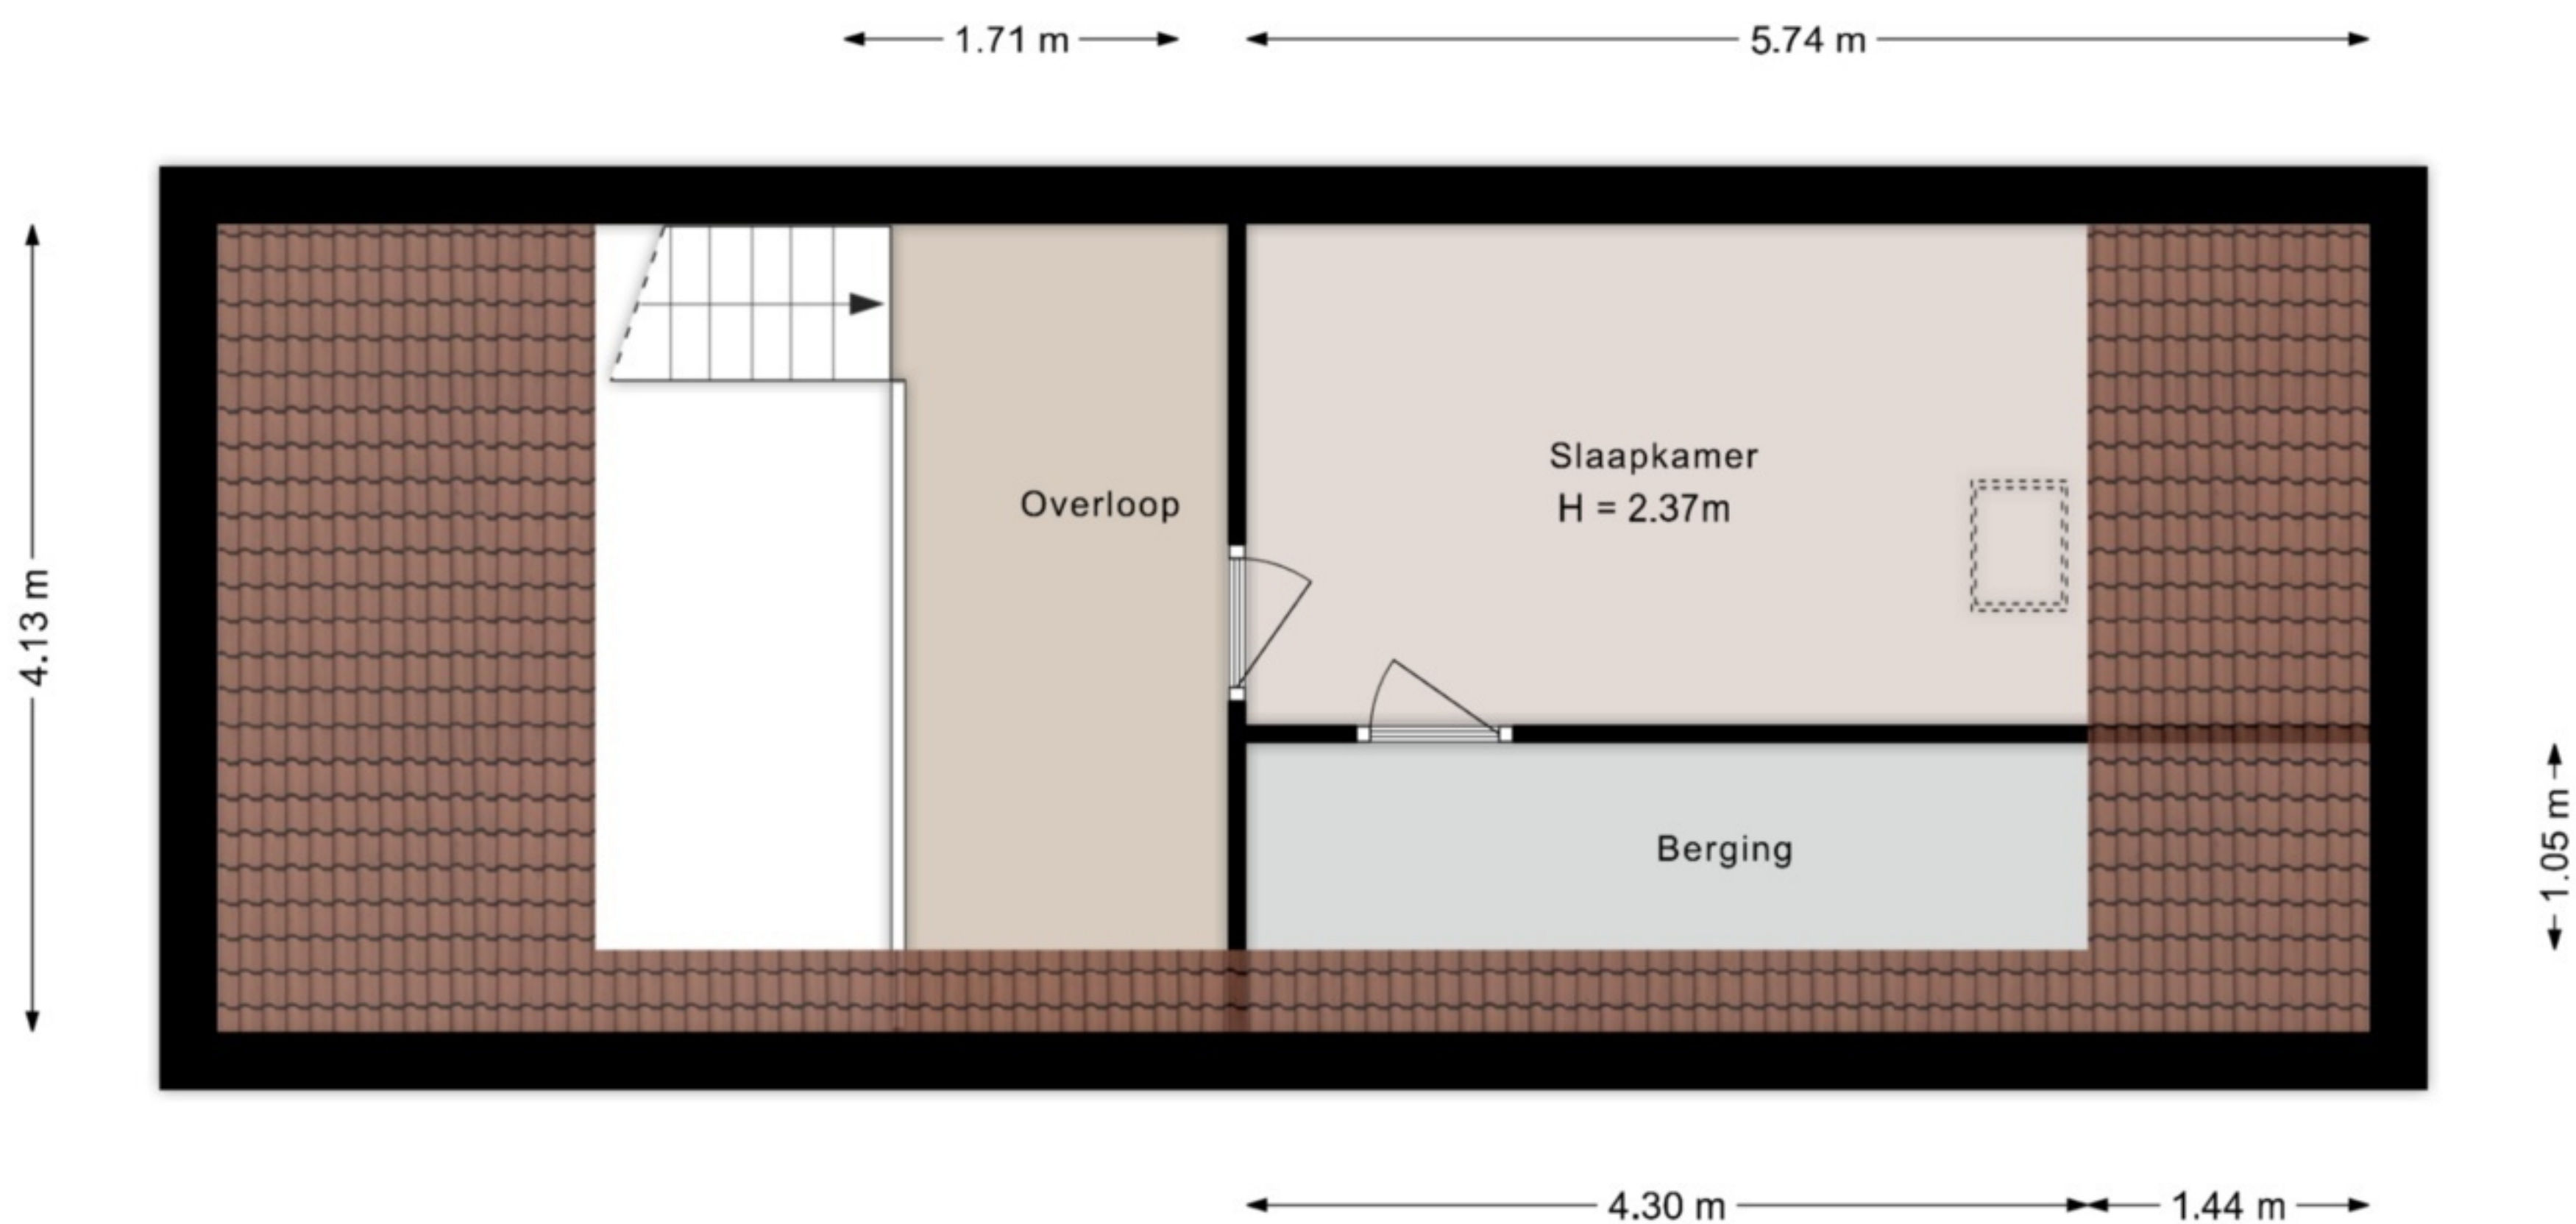 1.71 m
5.74 m
4.13 m
Slaapkamer
H = 2.37m
Overloop
Berging
1.05 m
4.30 m
1.44 m